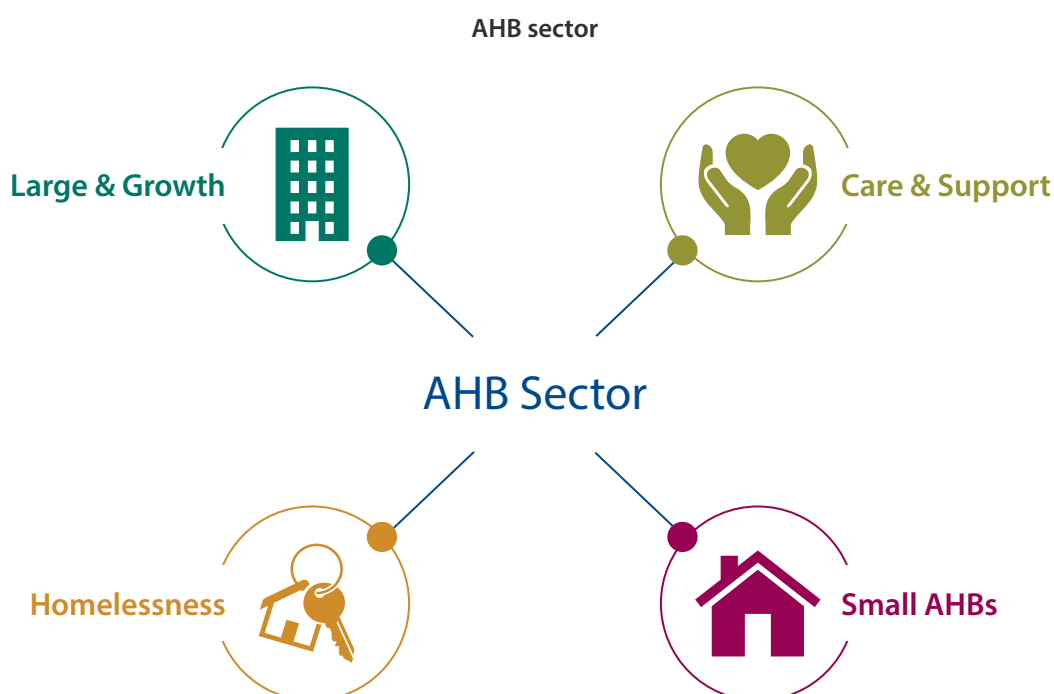 AHB sector
Large & Growth
Care & Support
AHB Sector
Homelessness
Small AHBs